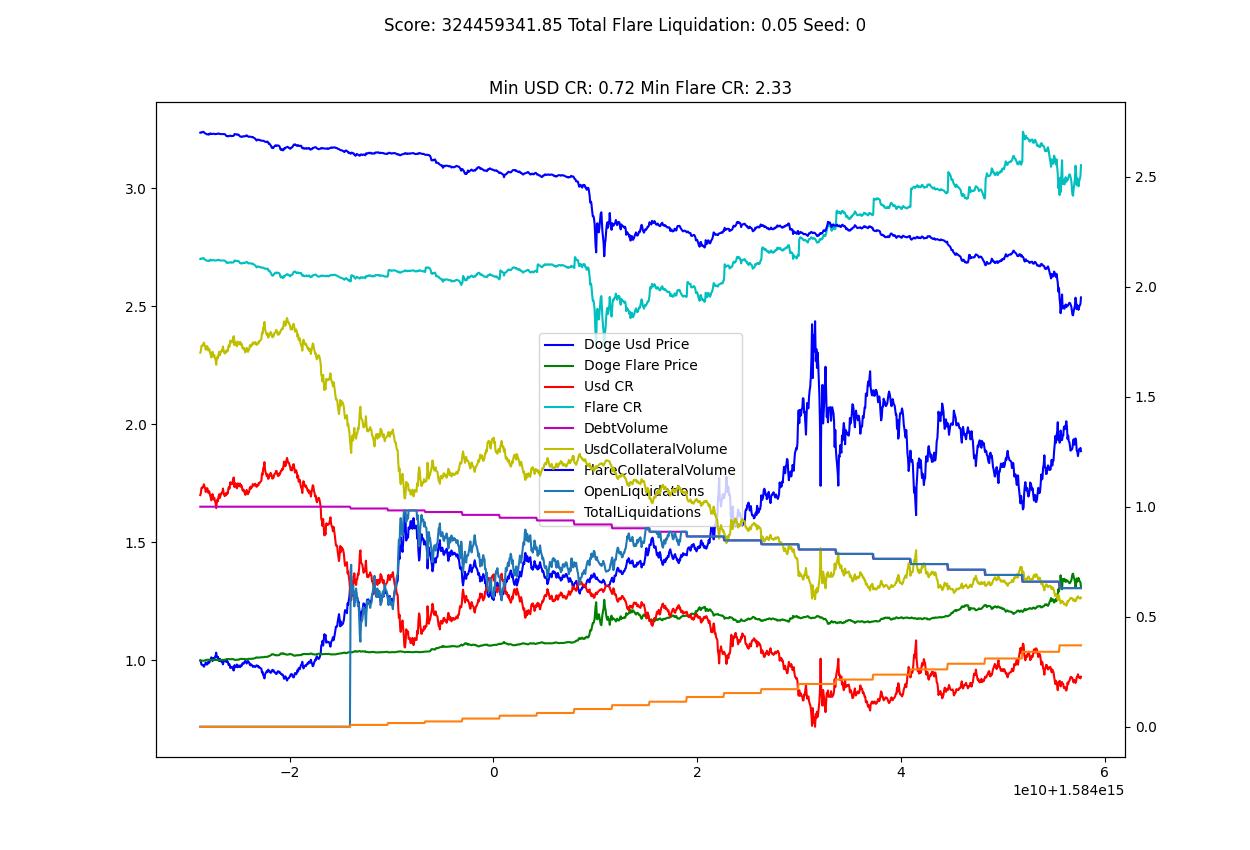 Score: 324459341.85 Total Flare Liquidation: 0.05 Seed: 0
Min USD CR: 0.72 Min Flare CR: 2.33
3.0
2.5
2.0
1.5
1.0
Doge Usd Price
Doge Flare Price
Usd CR
Flare CR
DebtVolume
UsdCollateralVolume
FlareCollateralVolume
OpenLiquidations
TotalLiquidations
2.5
2.0
1.5
1.0
0.5
0.0
−2
0
2
4
6
1e10+1.584e15